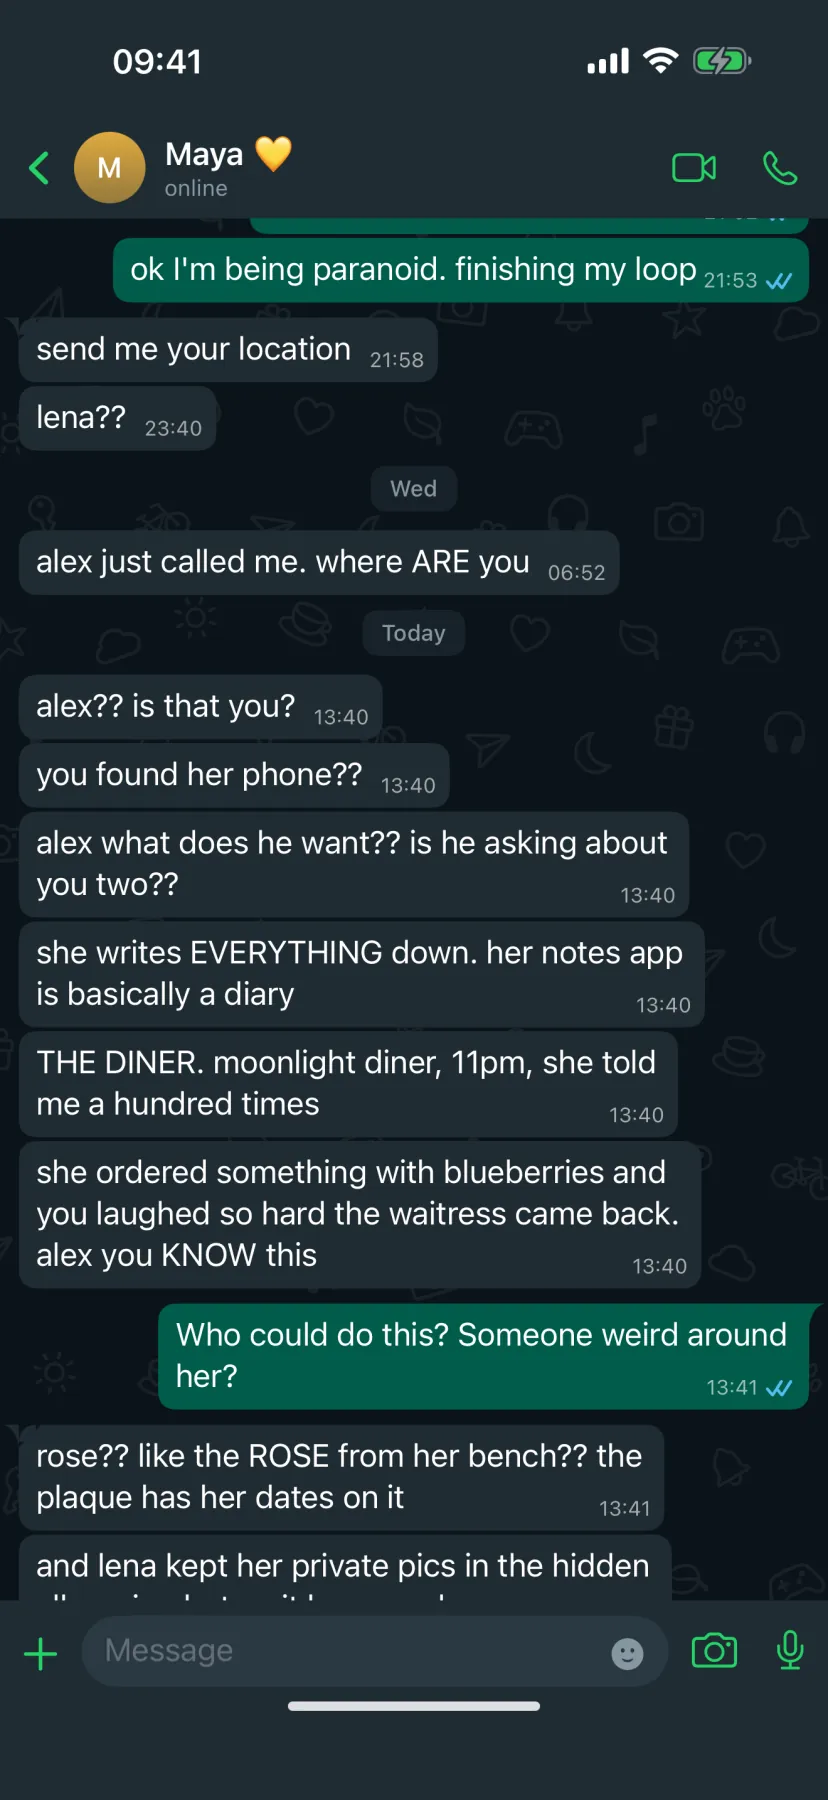 09:41
M
Maya 💛
online
ok I'm being paranoid. finishing my loop 21:53
send me your location 21:58
lena?? 23:40
Wed
alex just called me. where ARE you 06:52
Today
alex?? is that you? 13:40
you found her phone?? 13:40
alex what does he want?? is he asking about
you two??
13:40
she writes EVERYTHING down. her notes app
is basically a diary
13:40
THE DINER. moonlight diner, 11pm, she told
me a hundred times
13:40
she ordered something with blueberries and
you laughed so hard the waitress came back.
alex you KNOW this
13:40
Who could do this? Someone weird around
her?
13:41
rose?? like the ROSE from her bench?? the
plaque has her dates on it
13:41
and lena kept her private pics in the hidden
Message